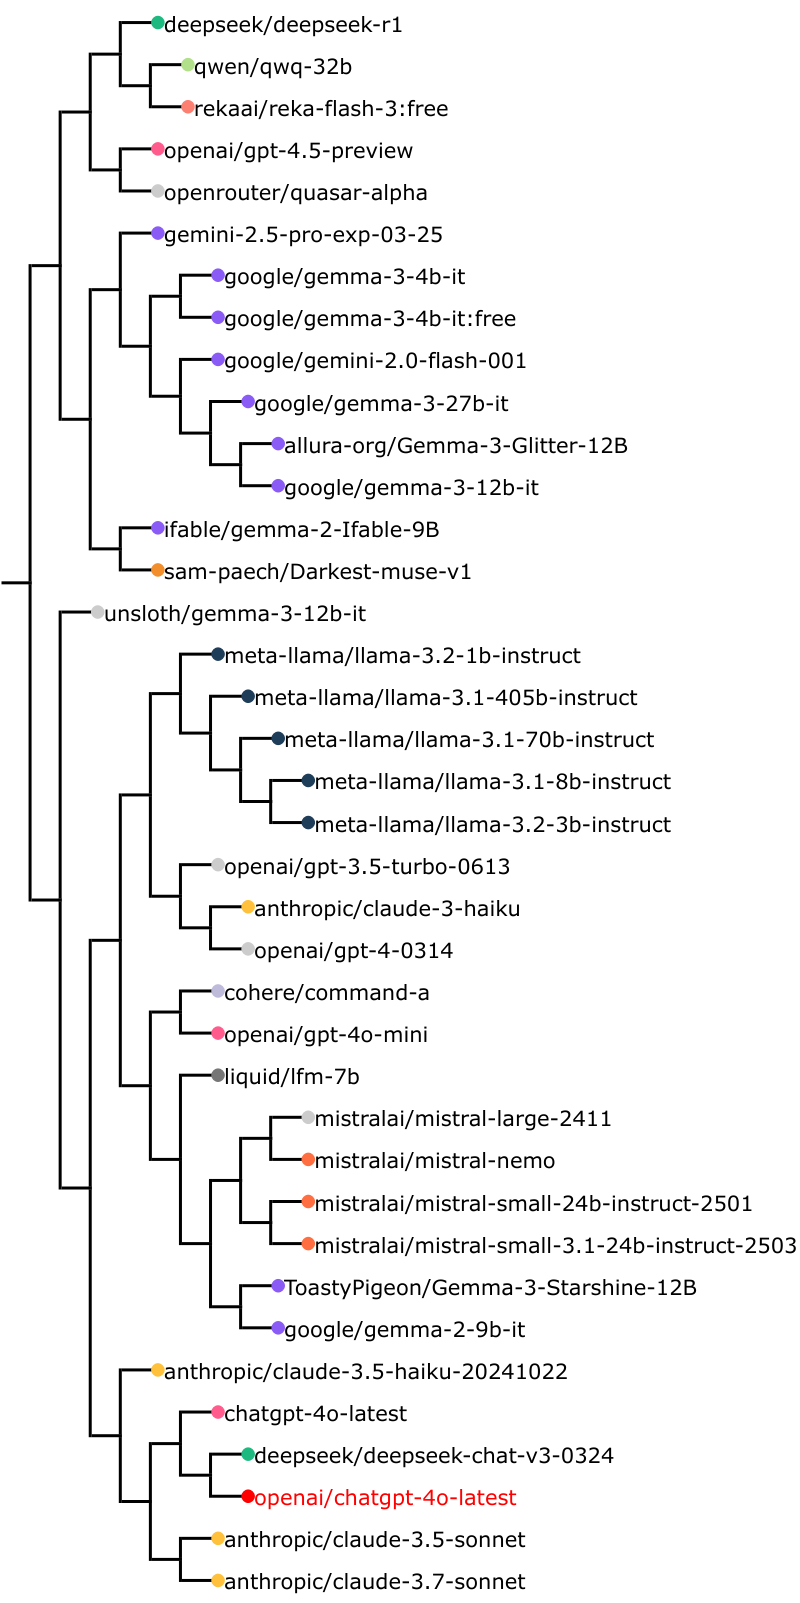 deepseek/deepseek-r1
qwen/qwq-32b
rekaai/reka-flash-3:free
openai/gpt-4.5-preview
openrouter/quasar-alpha
gemini-2.5-pro-exp-03-25
google/gemma-3-4b-it
google/gemma-3-4b-it:free
google/gemini-2.0-flash-001
google/gemma-3-27b-it
allura-org/Gemma-3-Glitter-12B
google/gemma-3-12b-it
ifable/gemma-2-Ifable-9B
sam-paech/Darkest-muse-v1
unsloth/gemma-3-12b-it
meta-llama/llama-3.2-1b-instruct
meta-llama/llama-3.1-405b-instruct
meta-llama/llama-3.1-70b-instruct
meta-llama/llama-3.1-8b-instruct
meta-llama/llama-3.2-3b-instruct
openai/gpt-3.5-turbo-0613
anthropic/claude-3-haiku
openai/gpt-4-0314
cohere/command-a
openai/gpt-4o-mini
liquid/lfm-7b
mistralai/mistral-large-2411
mistralai/mistral-nemo
mistralai/mistral-small-24b-instruct-2501
mistralai/mistral-small-3.1-24b-instruct-2503
ToastyPigeon/Gemma-3-Starshine-12B
google/gemma-2-9b-it
anthropic/claude-3.5-haiku-20241022
chatgpt-4o-latest
deepseek/deepseek-chat-v3-0324
openai/chatgpt-4o-latest
anthropic/claude-3.5-sonnet
anthropic/claude-3.7-sonnet